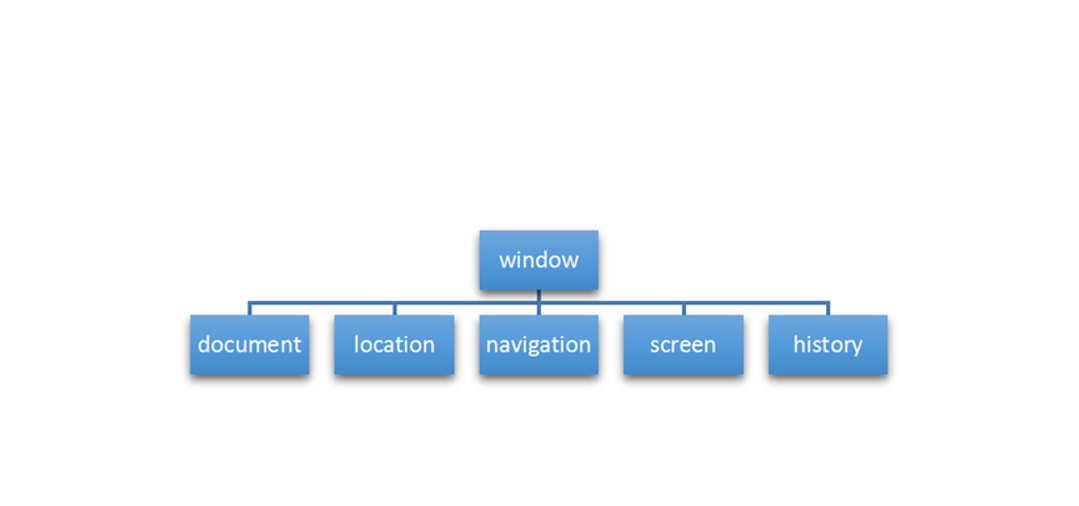 window
document
location
navigation
screen
history